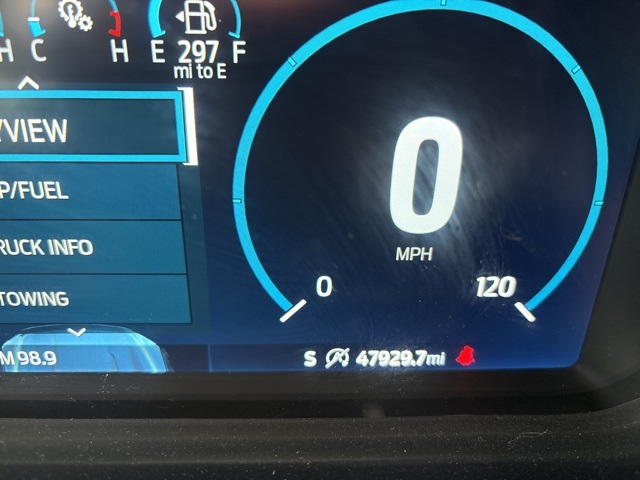 H C H E 297 F
mi to E
VIEW
P/FUEL
RUCK INFO
TOWING
0
MPH
0 120
M 98.9
S 47929.7mi